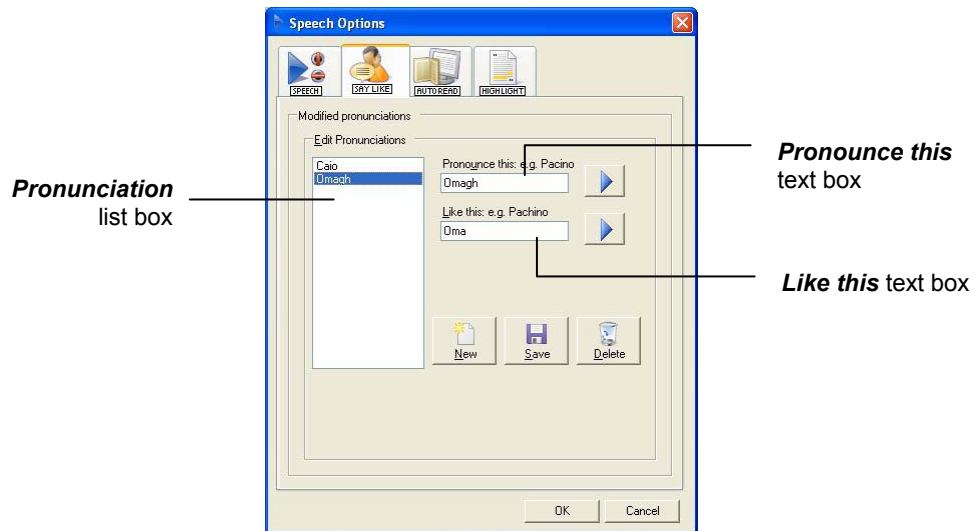 Speech Options
SPEECH
SAY LIKE
AUTOREAD
HIGHLIGHT
Modified pronunciations
Edit Pronunciations
Caio
Omagh
Pronounce this: e.g. Pacino
Omagh
Like this: e.g. Pachino
Oma
New
Save
Delete
OK
Cancel
Pronunciation
list box
Pronounce this
text box
Like this text box